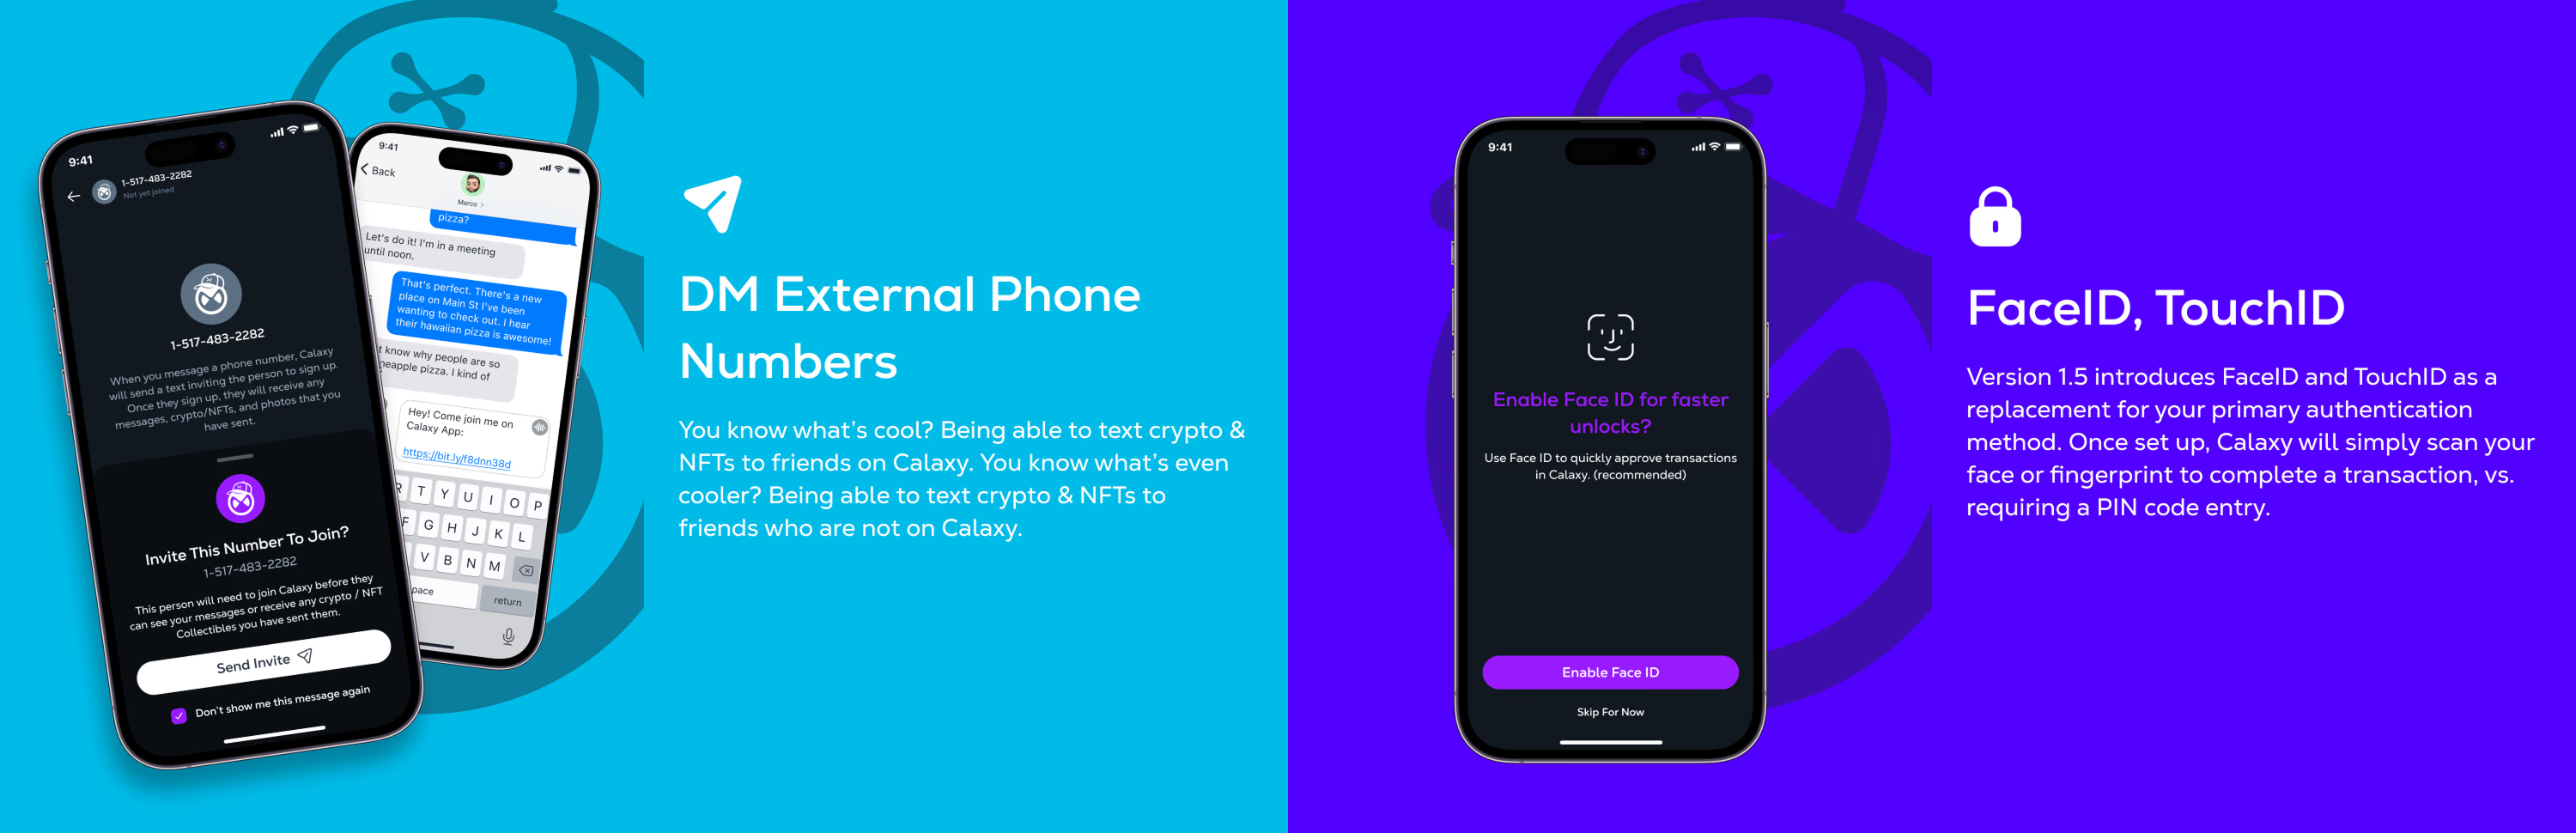 9:41
1-517-483-2282
Not yet joined
1-517-483-2282
When you message a phone number, Calaxy
will send a text inviting the person to sign up.
Once they sign up, they will receive any
messages, crypto/NFTs, and photos that you
have sent.
Invite This Number To Join?
1-517-483-2282
This person will need to join Calaxy before they
can see your messages or receive any crypto / NFT
Collectibles you have sent them.
Send Invite
Don't show me this message again
9:41
Back
Marco
pizza?
Let's do it! I'm in a meeting
until noon.
That's perfect. There's a new
place on Main St I've been
wanting to check out. I hear
their hawaiian pizza is awesome!
t know why people are so
neapple pizza. I kind of
Hey! Come join me on
Calaxy App:
https://bit.ly/f8dnn38d
R T Y U I O P
F G H J K L
V B N M
pace
return
DM External Phone
Numbers
You know what's cool? Being able to text crypto &
NFTs to friends on Calaxy. You know what's even
cooler? Being able to text crypto & NFTs to
friends who are not on Calaxy.
9:41
Enable Face ID for faster
unlocks?
Use Face ID to quickly approve transactions
in Calaxy. (recommended)
Enable Face ID
Skip For Now
FaceID, TouchID
Version 1.5 introduces FaceID and TouchID as a
replacement for your primary authentication
method. Once set up, Calaxy will simply scan your
face or fingerprint to complete a transaction, vs.
requiring a PIN code entry.